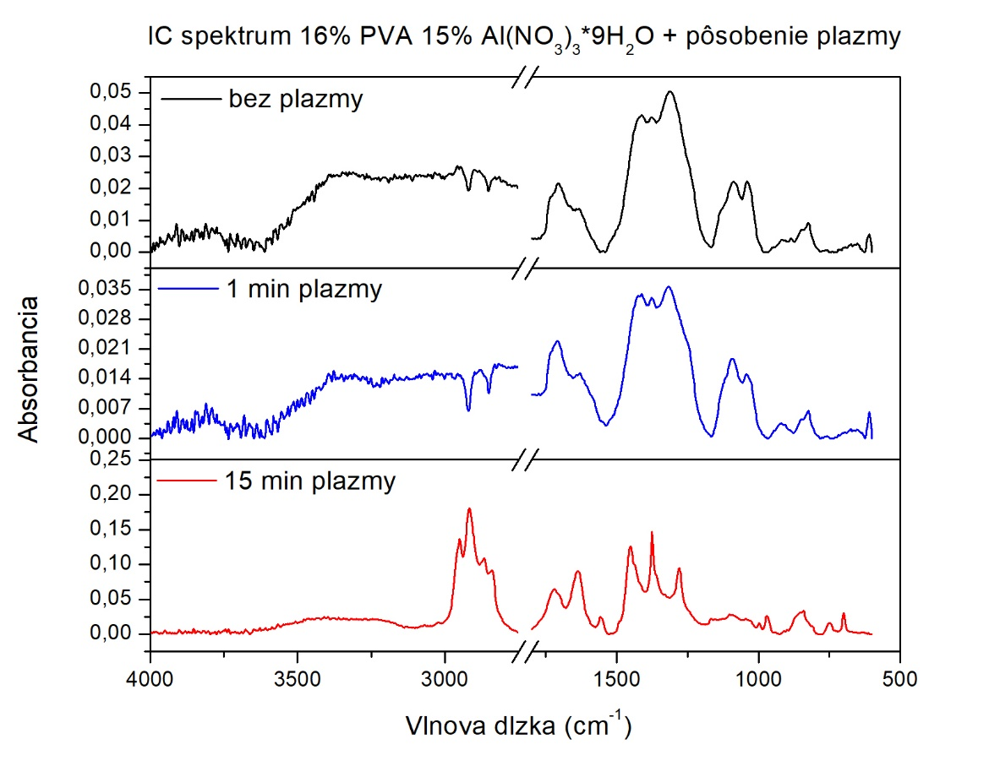 IC spektrum 16% PVA 15% Al(NO3)3*9H2O + pôsobenie plazmy
bez plazmy
0,05
0,04
0,03
0,02
0,01
0,00
1 min plazmy
0,035
0,028
0,021
0,014
0,007
0,000
15 min plazmy
0,25
0,20
0,15
0,10
0,05
0,00
Absorbancia
4000 3500 3000 1500 1000 500
Vlnova dlzka (cm-1)